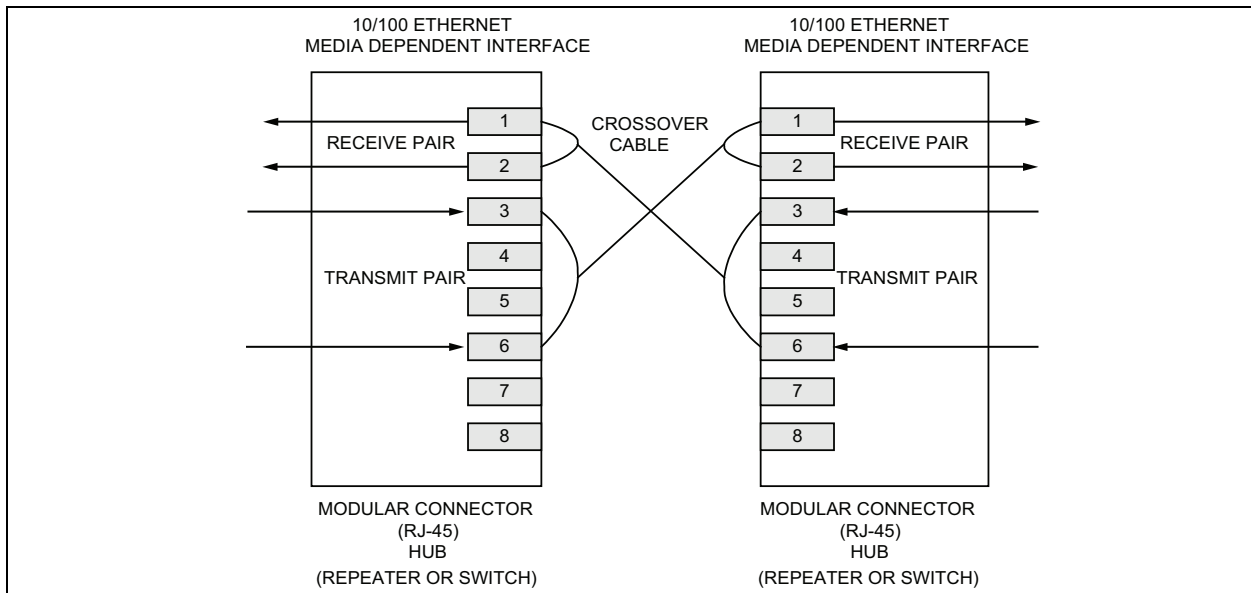 10/100 ETHERNET
MEDIA DEPENDENT INTERFACE
10/100 ETHERNET
MEDIA DEPENDENT INTERFACE
1
RECEIVE PAIR
2
3
4
TRANSMIT PAIR
5
6
7
8
CROSSOVER
CABLE
1
RECEIVE PAIR
2
3
4
TRANSMIT PAIR
5
6
7
8
MODULAR CONNECTOR
(RJ-45)
HUB
(REPEATER OR SWITCH)
MODULAR CONNECTOR
(RJ-45)
HUB
(REPEATER OR SWITCH)